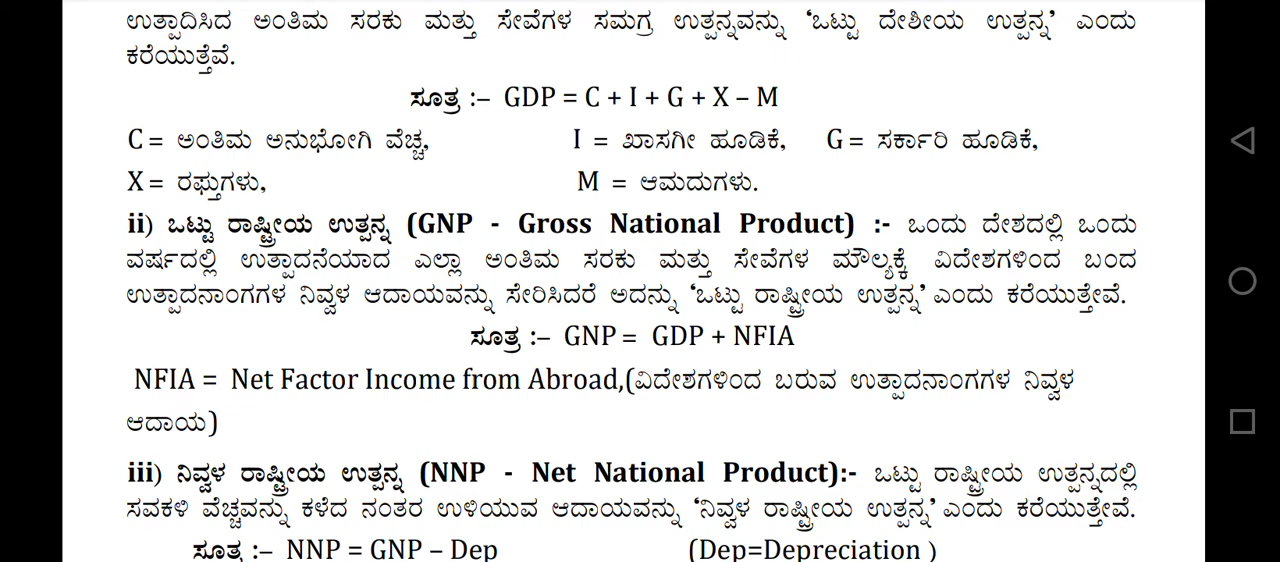 ಉತ್ಪಾದಿಸಿದ ಅಂತಿಮ ಸರಕು ಮತ್ತು ಸೇವೆಗಳ ಸಮಗ್ರ ಉತ್ಪನ್ನವನ್ನು ‘ಒಟ್ಟು ದೇಶೀಯ ಉತ್ಪನ್ನ’ ಎಂದು
ಕರೆಯುತ್ತೆವೆ.
ಸೂತ್ರ :– GDP = C + I + G + X – M
C = ಅಂತಿಮ ಅನುಭೋಗಿ ವೆಚ್ಚ, I = ಖಾಸಗೀ ಹೂಡಿಕೆ, G = ಸರ್ಕಾರಿ ಹೂಡಿಕೆ,
X = ರಫ್ತುಗಳು, M = ಆಮದುಗಳು.
ii) ಒಟ್ಟು ರಾಷ್ಟ್ರೀಯ ಉತ್ಪನ್ನ (GNP - Gross National Product) :- ಒಂದು ದೇಶದಲ್ಲಿ ಒಂದು
ವರ್ಷದಲ್ಲಿ ಉತ್ಪಾದನೆಯಾದ ಎಲ್ಲಾ ಅಂತಿಮ ಸರಕು ಮತ್ತು ಸೇವೆಗಳ ಮೌಲ್ಯಕ್ಕೆ ವಿದೇಶಗಳಿಂದ ಬಂದ
ಉತ್ಪಾದನಾಂಗಗಳ ನಿವ್ವಳ ಆದಾಯವನ್ನು ಸೇರಿಸಿದರೆ ಅದನ್ನು ‘ಒಟ್ಟು ರಾಷ್ಟ್ರೀಯ ಉತ್ಪನ್ನ’ ಎಂದು ಕರೆಯುತ್ತೇವೆ.
ಸೂತ್ರ :– GNP = GDP + NFIA
NFIA = Net Factor Income from Abroad,(ವಿದೇಶಗಳಿಂದ ಬರುವ ಉತ್ಪಾದನಾಂಗಗಳ ನಿವ್ವಳ
ಆದಾಯ)
iii) ನಿವ್ವಳ ರಾಷ್ಟ್ರೀಯ ಉತ್ಪನ್ನ (NNP - Net National Product):- ಒಟ್ಟು ರಾಷ್ಟ್ರೀಯ ಉತ್ಪನ್ನದಲ್ಲಿ
ಸವಕಳಿ ವೆಚ್ಚವನ್ನು ಕಳೆದ ನಂತರ ಉಳಿಯುವ ಆದಾಯವನ್ನು ‘ನಿವ್ವಳ ರಾಷ್ಟ್ರೀಯ ಉತ್ಪನ್ನ’ ಎಂದು ಕರೆಯುತ್ತೇವೆ.
ಸೂತ್ರ :– NNP = GNP – Dep (Dep=Depreciation )